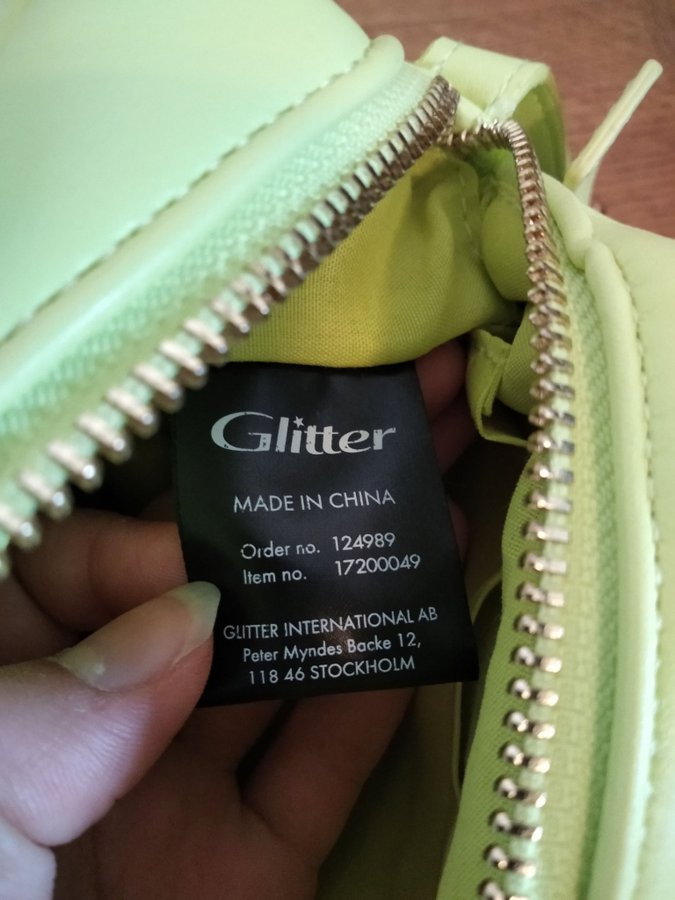 Glitter
MADE IN CHINA
Order no. 124989
Item no. 17200049
GLITTER INTERNATIONAL AB
Peter Myndes Backe 12,
118 46 STOCKHOLM